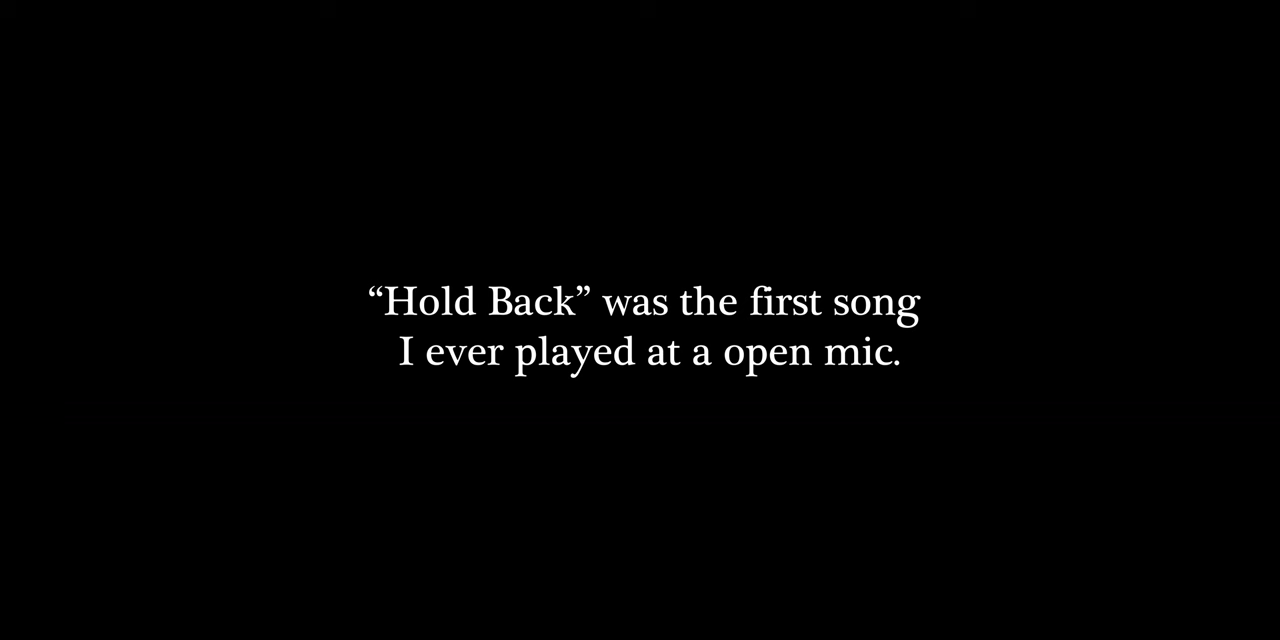 “Hold Back” was the first song
I ever played at a open mic.